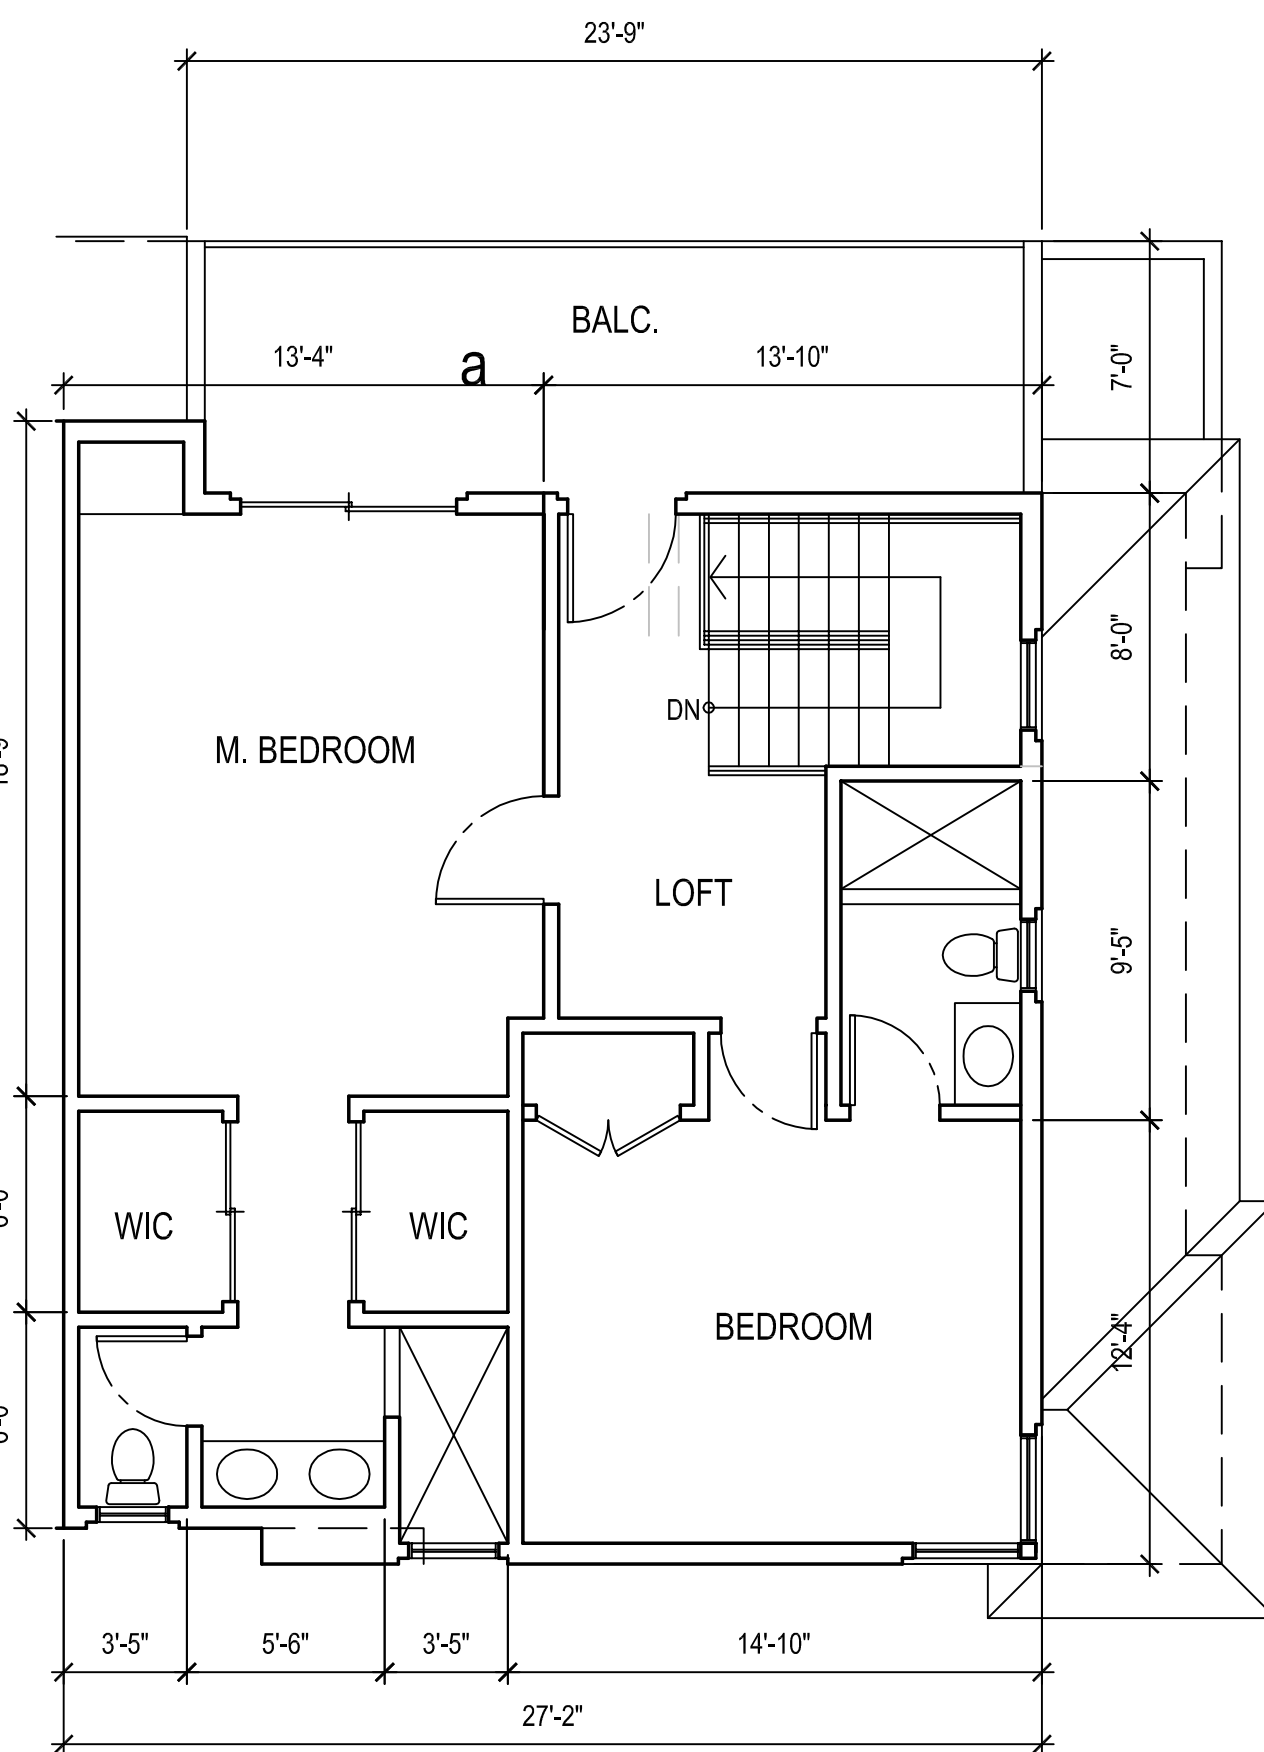 23'-9"
BALC.
13'-4"
a
13'-10"
7'-0"
8'-0"
DN
M. BEDROOM
LOFT
9'-5"
WIC
WIC
BEDROOM
12'-4"
3'-5"
5'-6"
3'-5"
14'-10"
27'-2"